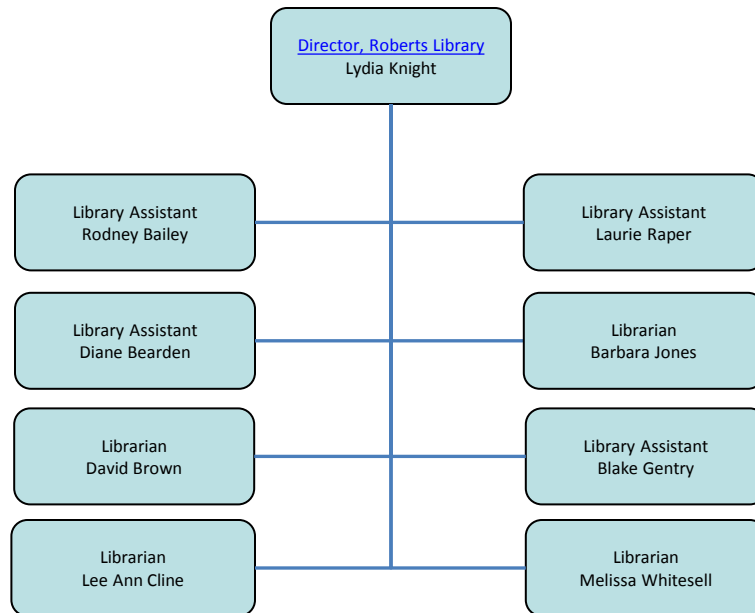 Director, Roberts Library
Lydia Knight
Library Assistant
Rodney Bailey
Library Assistant
Laurie Raper
Library Assistant
Diane Bearden
Librarian
Barbara Jones
Librarian
David Brown
Library Assistant
Blake Gentry
Librarian
Lee Ann Cline
Librarian
Melissa Whitesell